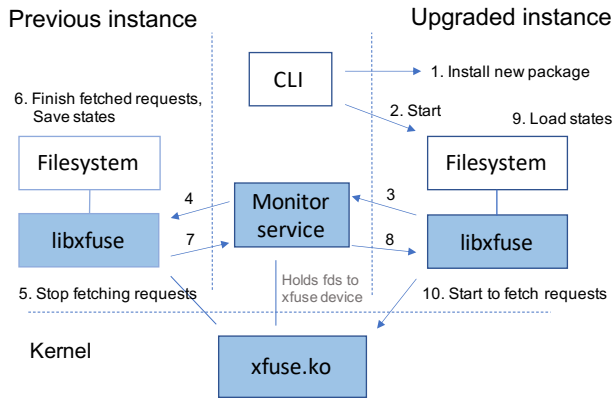 Previous instance
Upgraded instance
CLI
1. Install new package
2. Start
6. Finish fetched requests,
Save states
9. Load states
Filesystem
Filesystem
4
Monitor
service
3
libxfuse
7
8
libxfuse
Holds fds to
xfuse device
5. Stop fetching requests
10. Start to fetch requests
Kernel
xfuse.ko